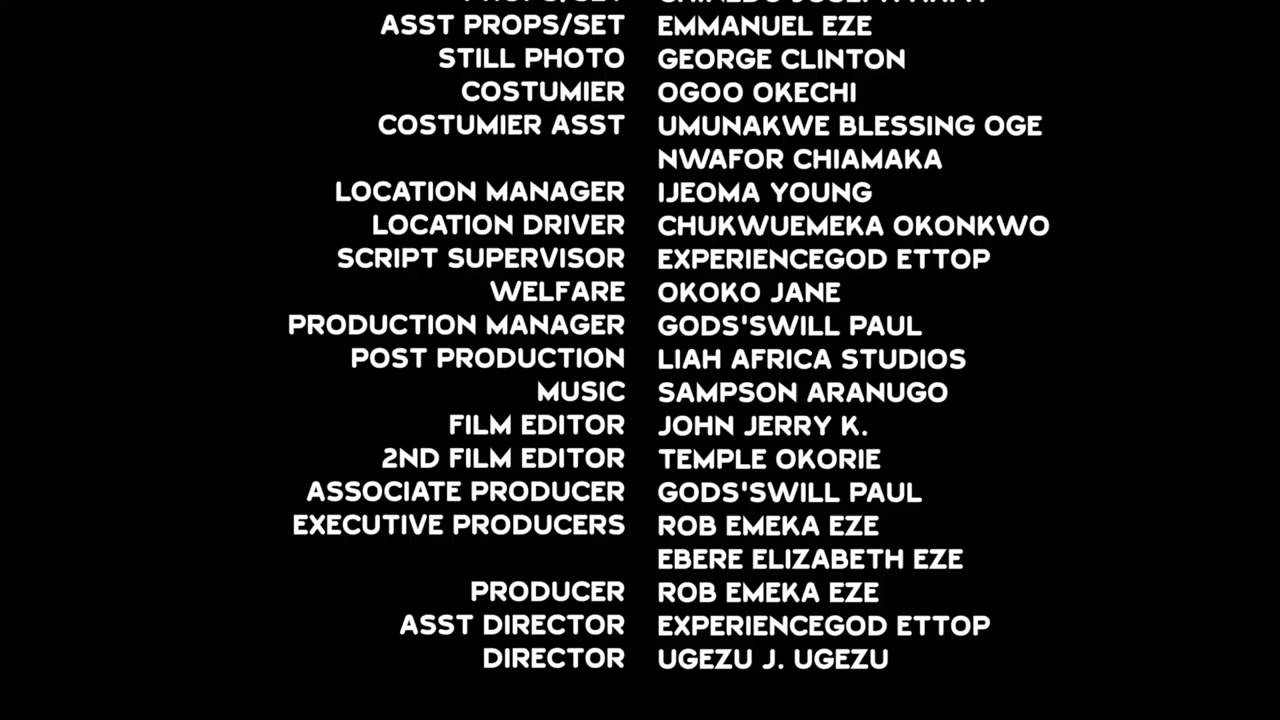 ASST PROPS/SET EMMANUEL EZE
STILL PHOTO GEORGE CLINTON
COSTUMIER OGOO OKECHI
COSTUMIER ASST UMUNAKWE BLESSING OGE
NWAFOR CHIAMAKA
LOCATION MANAGER IJEOMA YOUNG
LOCATION DRIVER CHUKWUEMEKA OKONKWO
SCRIPT SUPERVISOR EXPERIENCEGOD ETTOP
WELFARE OKOKO JANE
PRODUCTION MANAGER GODS'SWILL PAUL
POST PRODUCTION LIAH AFRICA STUDIOS
MUSIC SAMPSON ARANUGO
FILM EDITOR JOHN JERRY K.
2ND FILM EDITOR TEMPLE OKORIE
ASSOCIATE PRODUCER GODS'SWILL PAUL
EXECUTIVE PRODUCERS ROB EMEKA EZE
EBERE ELIZABETH EZE
PRODUCER ROB EMEKA EZE
ASST DIRECTOR EXPERIENCEGOD ETTOP
DIRECTOR UGEZU J. UGEZU